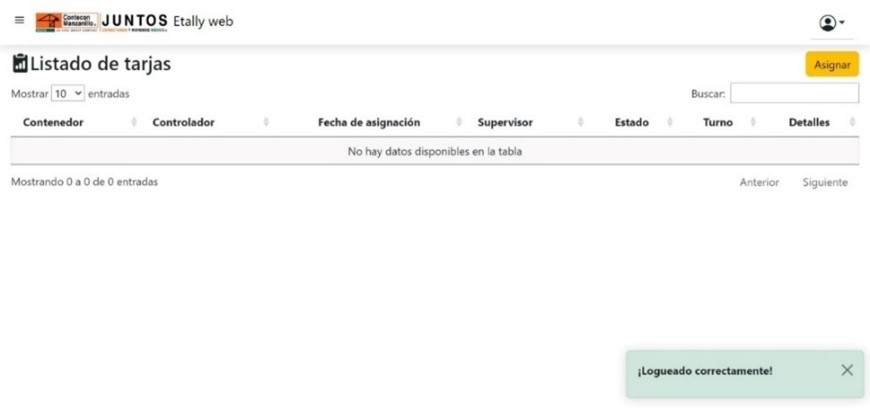 Contecon
Manzanillo. JUNTOS Etally web
Listado de tarjas
Asignar
Mostrar 10 entradas
Buscar:
Contenedor Controlador Fecha de asignación Supervisor Estado Turno Detalles
No hay datos disponibles en la tabla
Mostrando 0 a 0 de 0 entradas
Anterior Siguiente
¡Logueado correctamente!